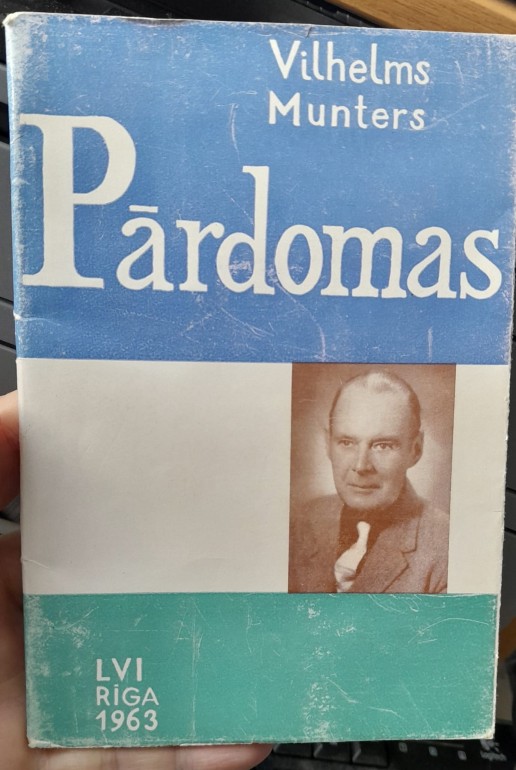 Vilhelms
Munters
Pārdomas
LVI
RĪGA
1963